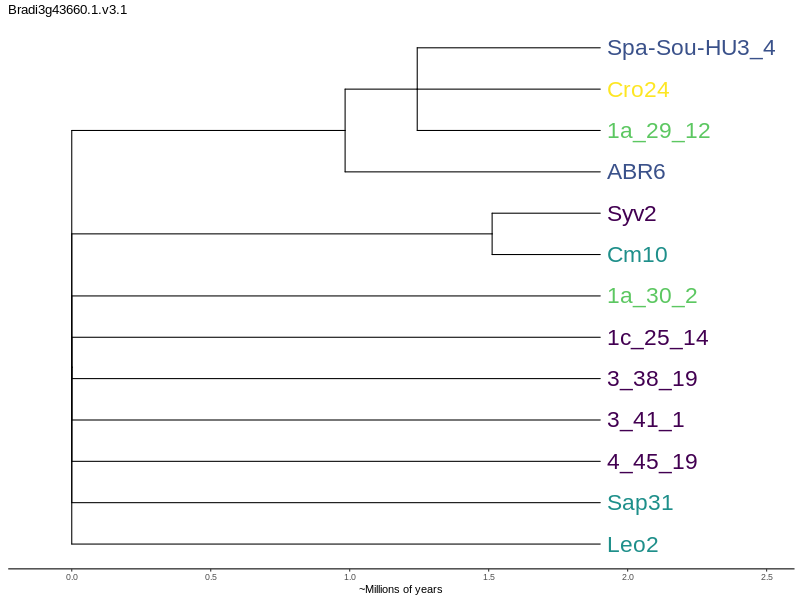 Bradi3g43660.1.v3.1
Spa-Sou-HU3_4
Cro24
1a_29_12
ABR6
Syv2
Cm10
1a_30_2
1c_25_14
3_38_19
3_41_1
4_45_19
Sap31
Leo2
0.0 0.5 1.0 1.5 2.0 2.5
~Millions of years